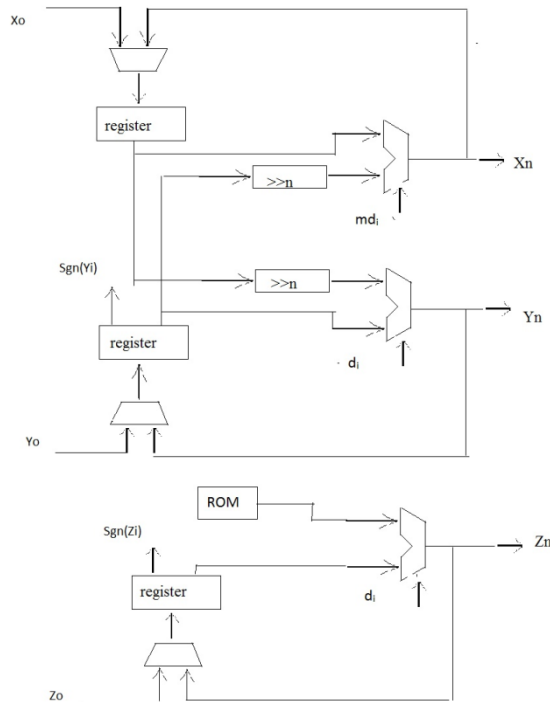 Xo
register
>>n
Xn
mdi
Sgn(Yi)
>>n
register
Yn
di
Yo
ROM
Sgn(Zi)
Zn
register
di
Zo